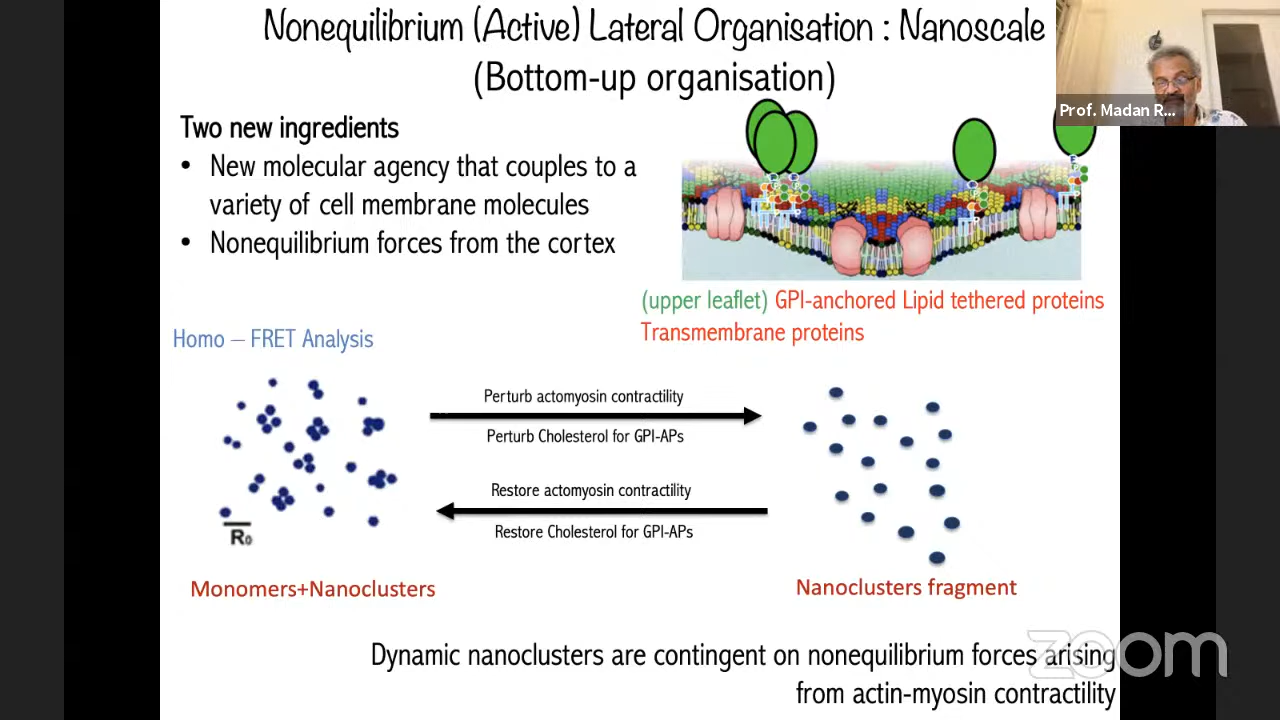 Nonequilibrium (Active) Lateral Organisation : Nanoscale
(Bottom-up organisation)
Prof. Madan R...
Two new ingredients
• New molecular agency that couples to a
variety of cell membrane molecules
• Nonequilibrium forces from the cortex
(upper leaflet) GPI-anchored Lipid tethered proteins
Transmembrane proteins
Homo – FRET Analysis
Perturb actomyosin contractility
Perturb Cholesterol for GPI-APs
Restore actomyosin contractility
Restore Cholesterol for GPI-APs
R₀
Monomers+Nanoclusters
Nanoclusters fragment
Dynamic nanoclusters are contingent on nonequilibrium forces arising
from actin-myosin contractility
zoom